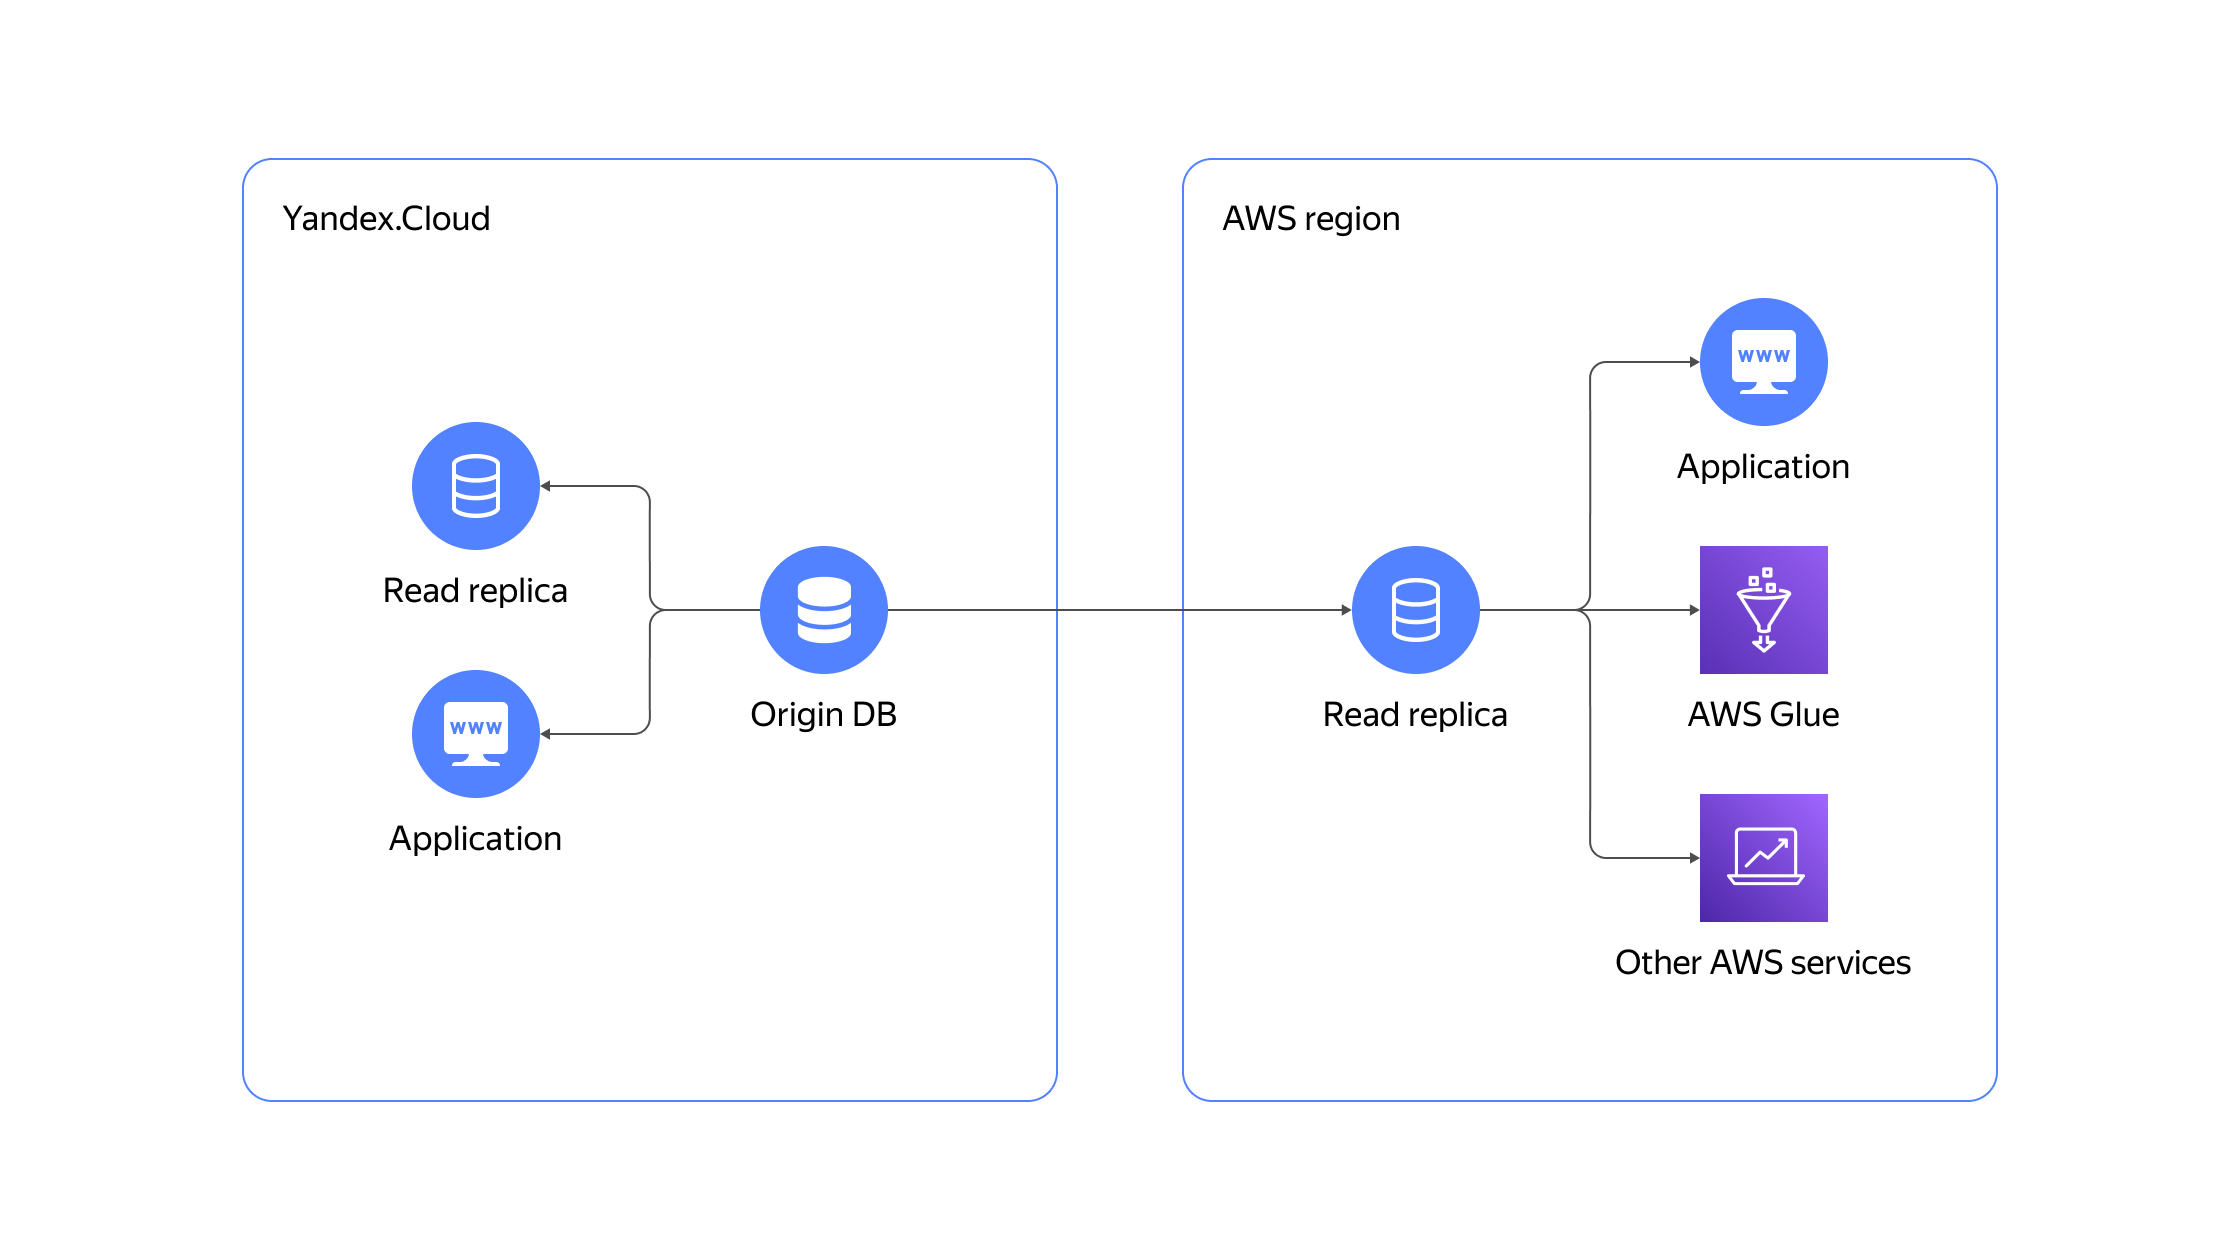 Yandex.Cloud
Read replica
www
Application
Origin DB
AWS region
Read replica
www
Application
AWS Glue
Other AWS services